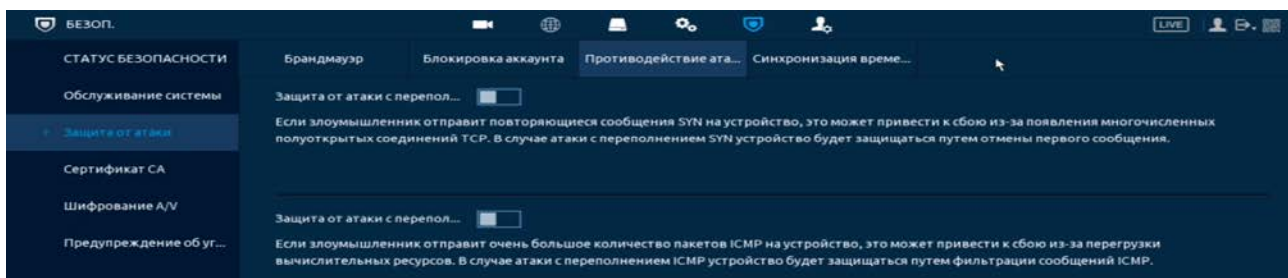 БЕЗОП.
LIVE
СТАТУС БЕЗОПАСНОСТИ
Брандмауэр
Блокировка аккаунта
Противодействие ата...
Синхронизация време...
Обслуживание системы
Защита от атаки с перепол...
Если злоумышленник отправит повторяющиеся сообщения SYN на устройство, это может привести к сбою из-за появления многочисленных
полуоткрытых соединений TCP. В случае атаки с переполнением SYN устройство будет защищаться путем отмены первого сообщения.
Защита от атаки
Сертификат CA
Шифрование A/V
Защита от атаки с перепол...
Предупреждение об уг...
Если злоумышленник отправит очень большое количество пакетов ICMP на устройство, это может привести к сбою из-за перегрузки
вычислительных ресурсов. В случае атаки с переполнением ICMP устройство будет защищаться путем фильтрации сообщений ICMP.